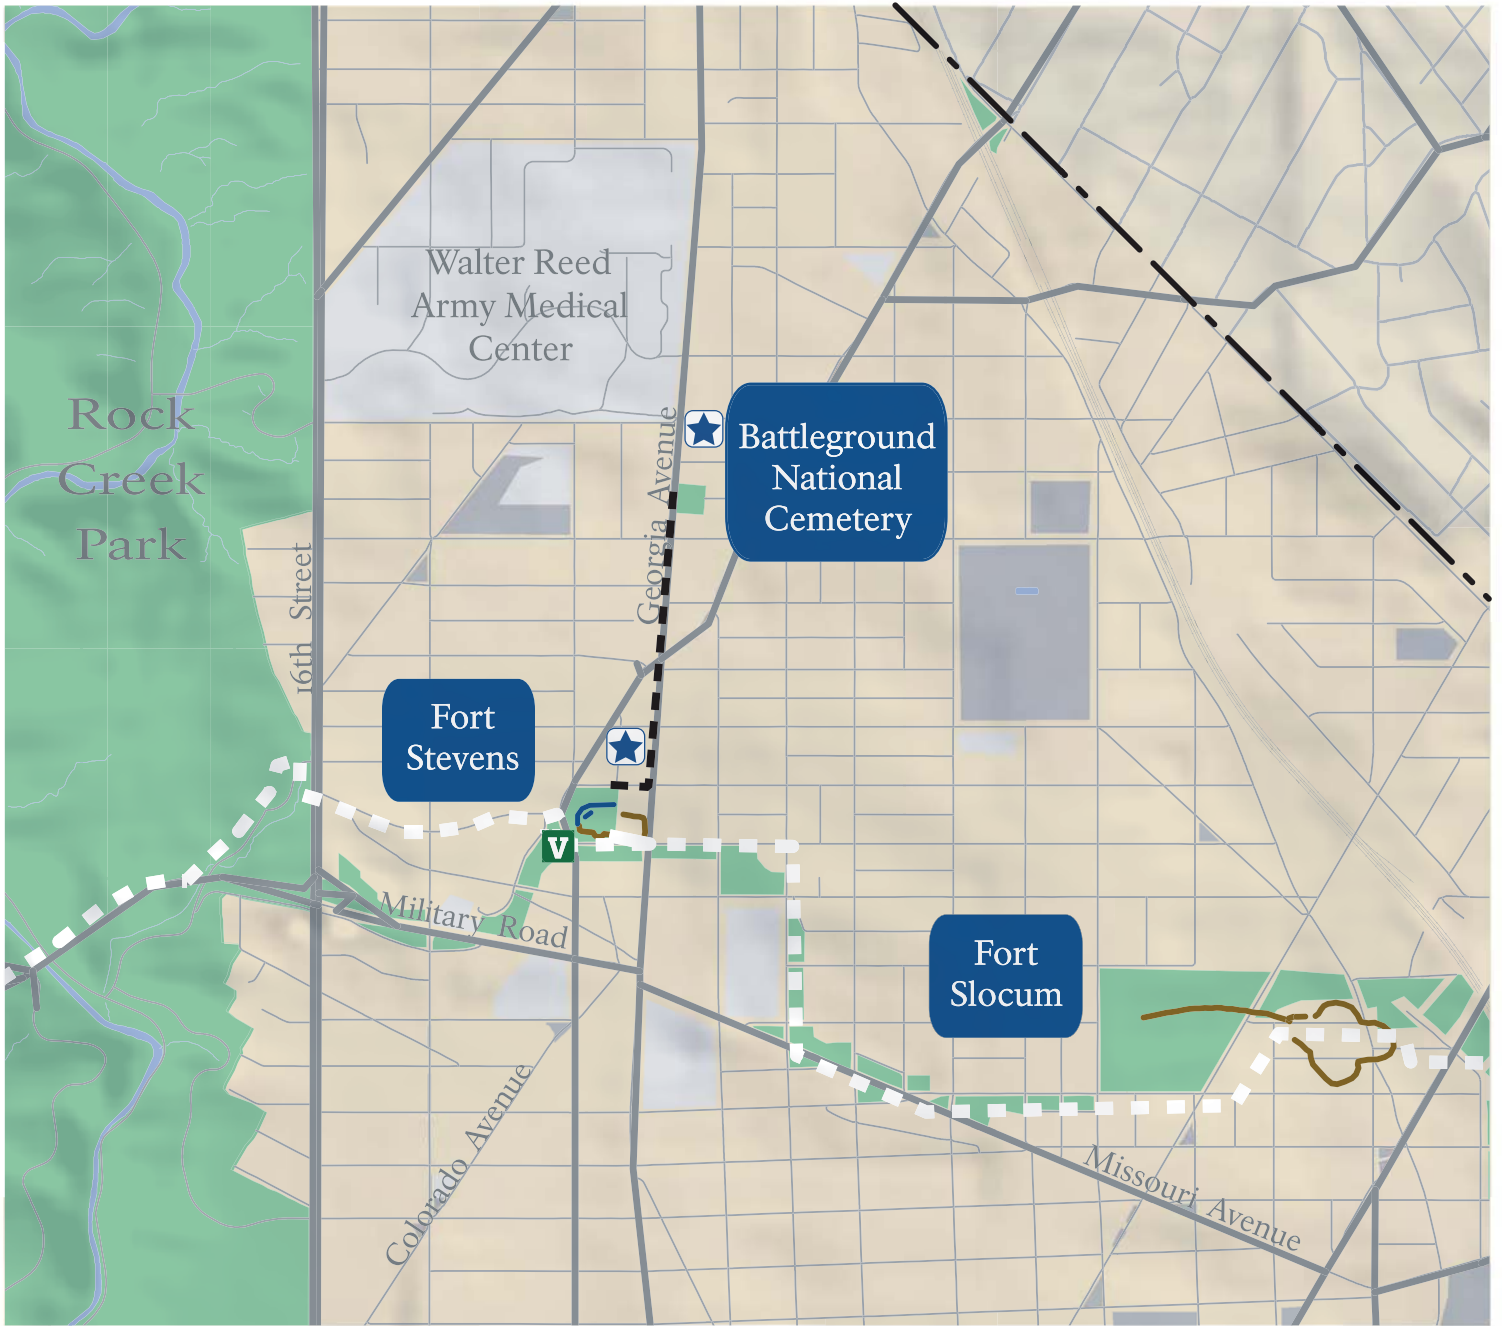 Walter Reed
Army Medical
Center
Rock
Creek
Park
Battleground
National
Cemetery
Georgia Avenue
16th Street
Fort
Stevens
V
Military Road
Fort
Slocum
Colorado Avenue
Missouri Avenue